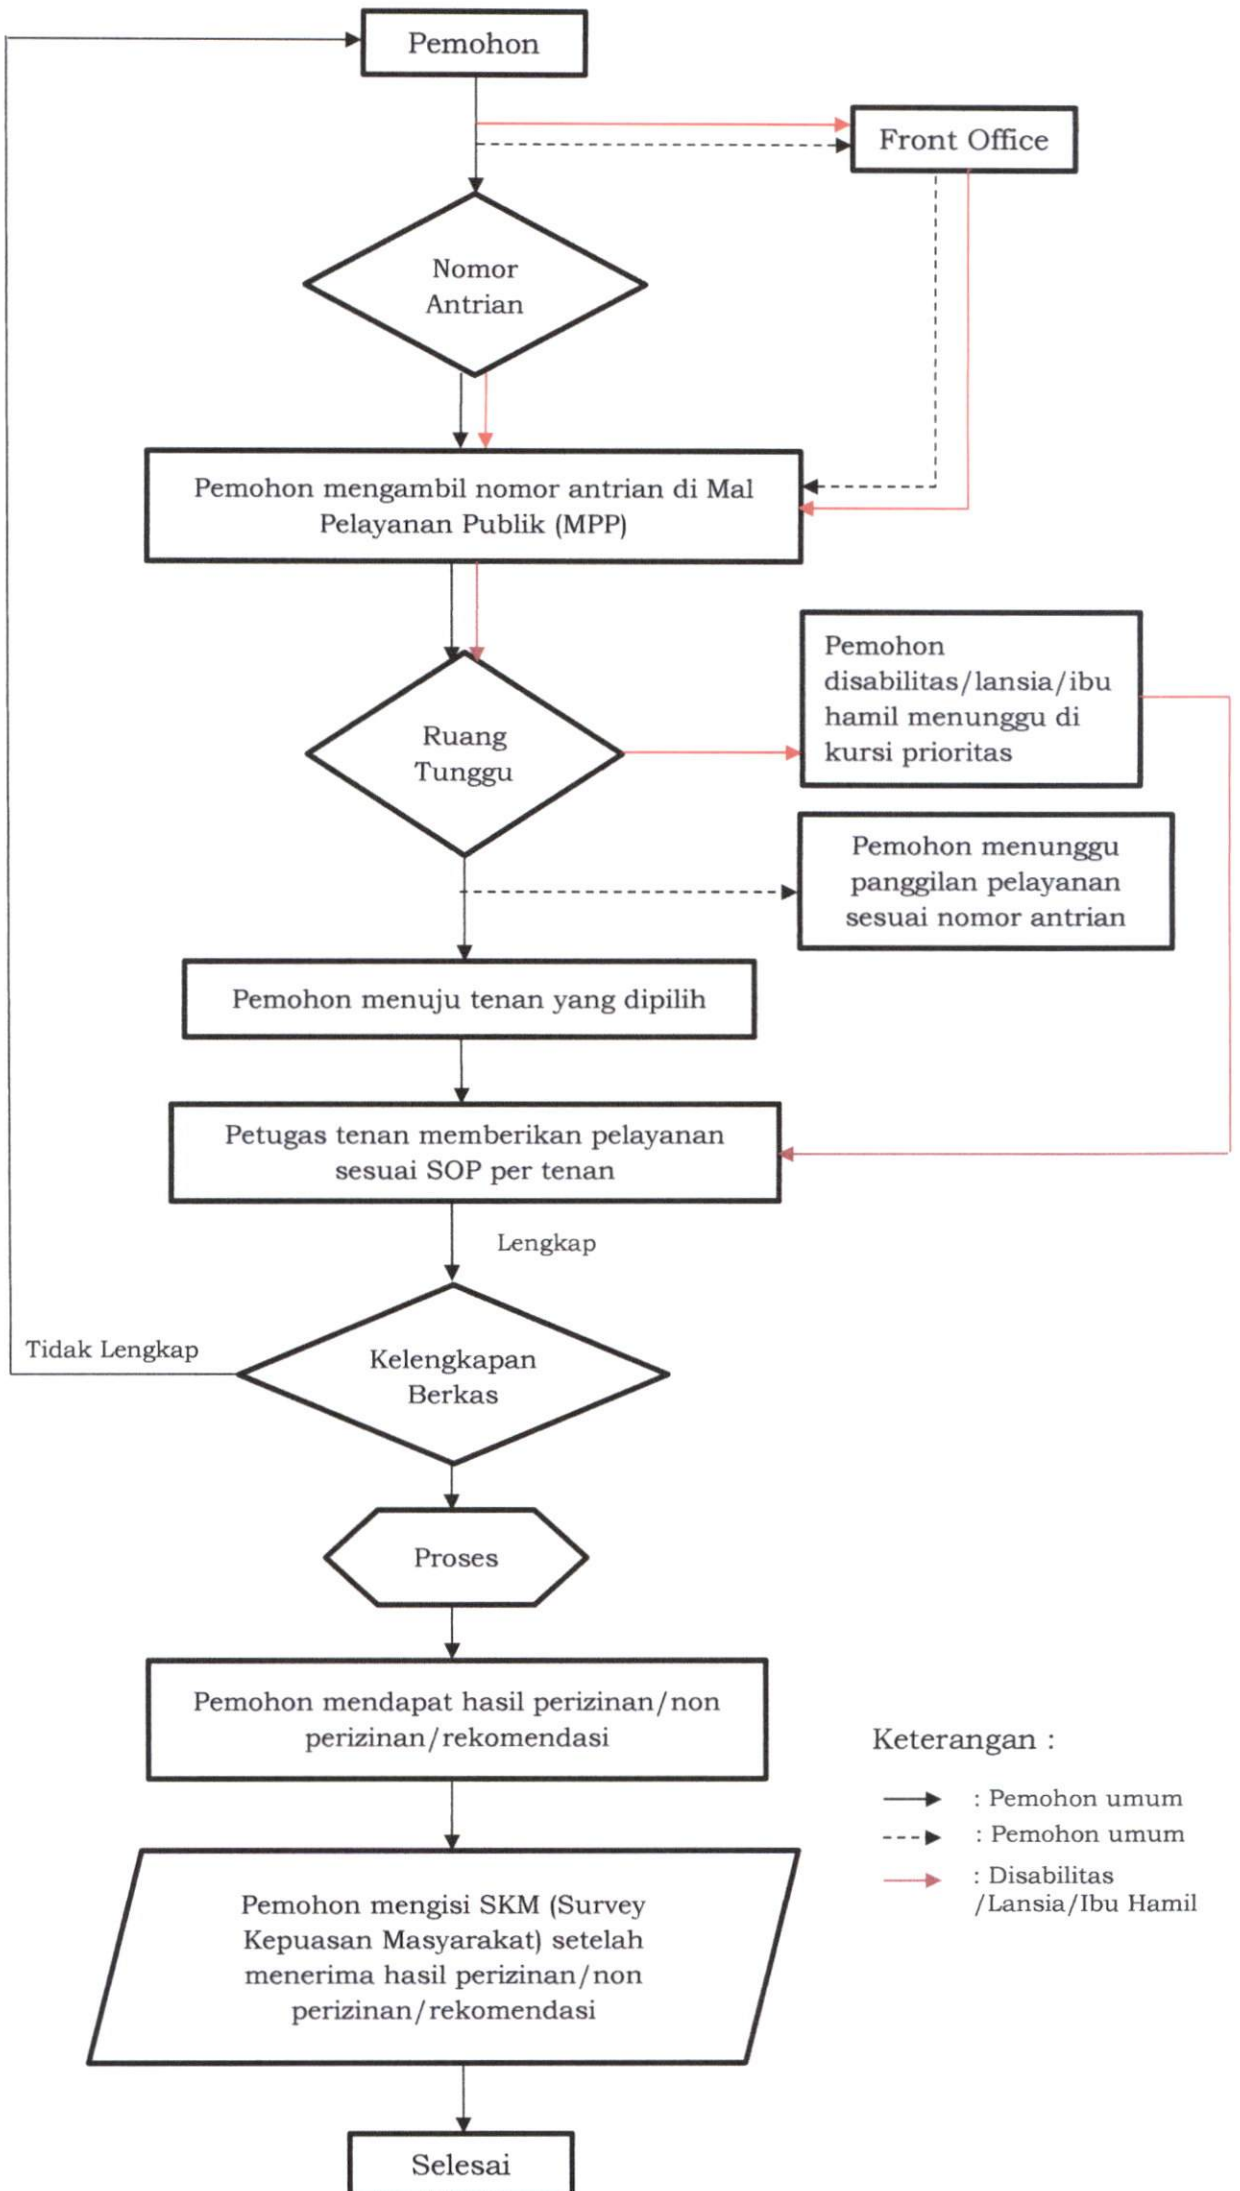 Pemohon
Front Office
Nomor
Antrian
Pemohon mengambil nomor antrian di Mal
Pelayanan Publik (MPP)
Pemohon
disabilitas/lansia/ibu
hamil menunggu di
kursi prioritas
Ruang
Tunggu
Pemohon menunggu
panggilan pelayanan
sesuai nomor antrian
Pemohon menuju tenan yang dipilih
Petugas tenan memberikan pelayanan
sesuai SOP per tenan
Lengkap
Tidak Lengkap
Kelengkapan
Berkas
Proses
Pemohon mendapat hasil perizinan/non
perizinan/rekomendasi
Keterangan :
: Pemohon umum
: Pemohon umum
: Disabilitas
/Lansia/Ibu Hamil
Pemohon mengisi SKM (Survey
Kepuasan Masyarakat) setelah
menerima hasil perizinan/non
perizinan/rekomendasi
Selesai